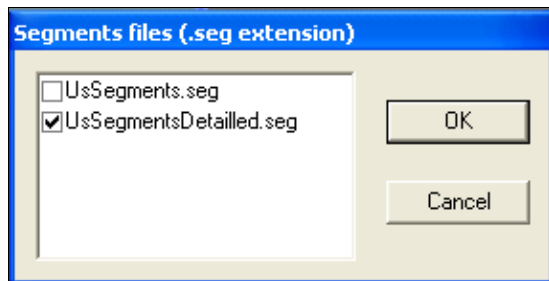 Segments files (.seg extension)
UsSegments.seg
UsSegmentsDetailled.seg
OK
Cancel